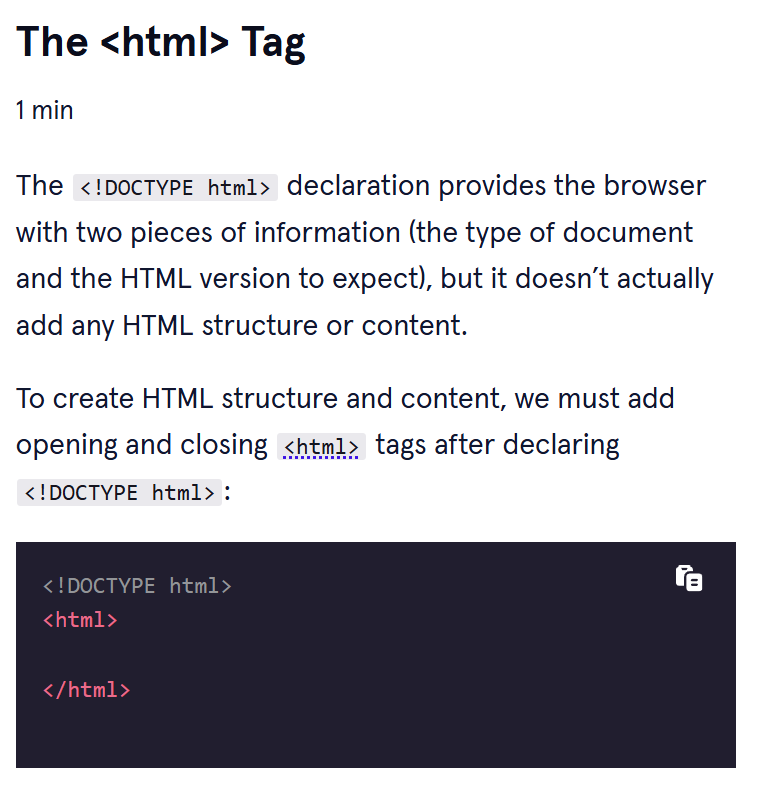 The <html> Tag
1 min
The <!DOCTYPE html> declaration provides the browser
with two pieces of information (the type of document
and the HTML version to expect), but it doesn’t actually
add any HTML structure or content.
To create HTML structure and content, we must add
opening and closing <html> tags after declaring
<!DOCTYPE html>:
<!DOCTYPE html>
<html>
</html>